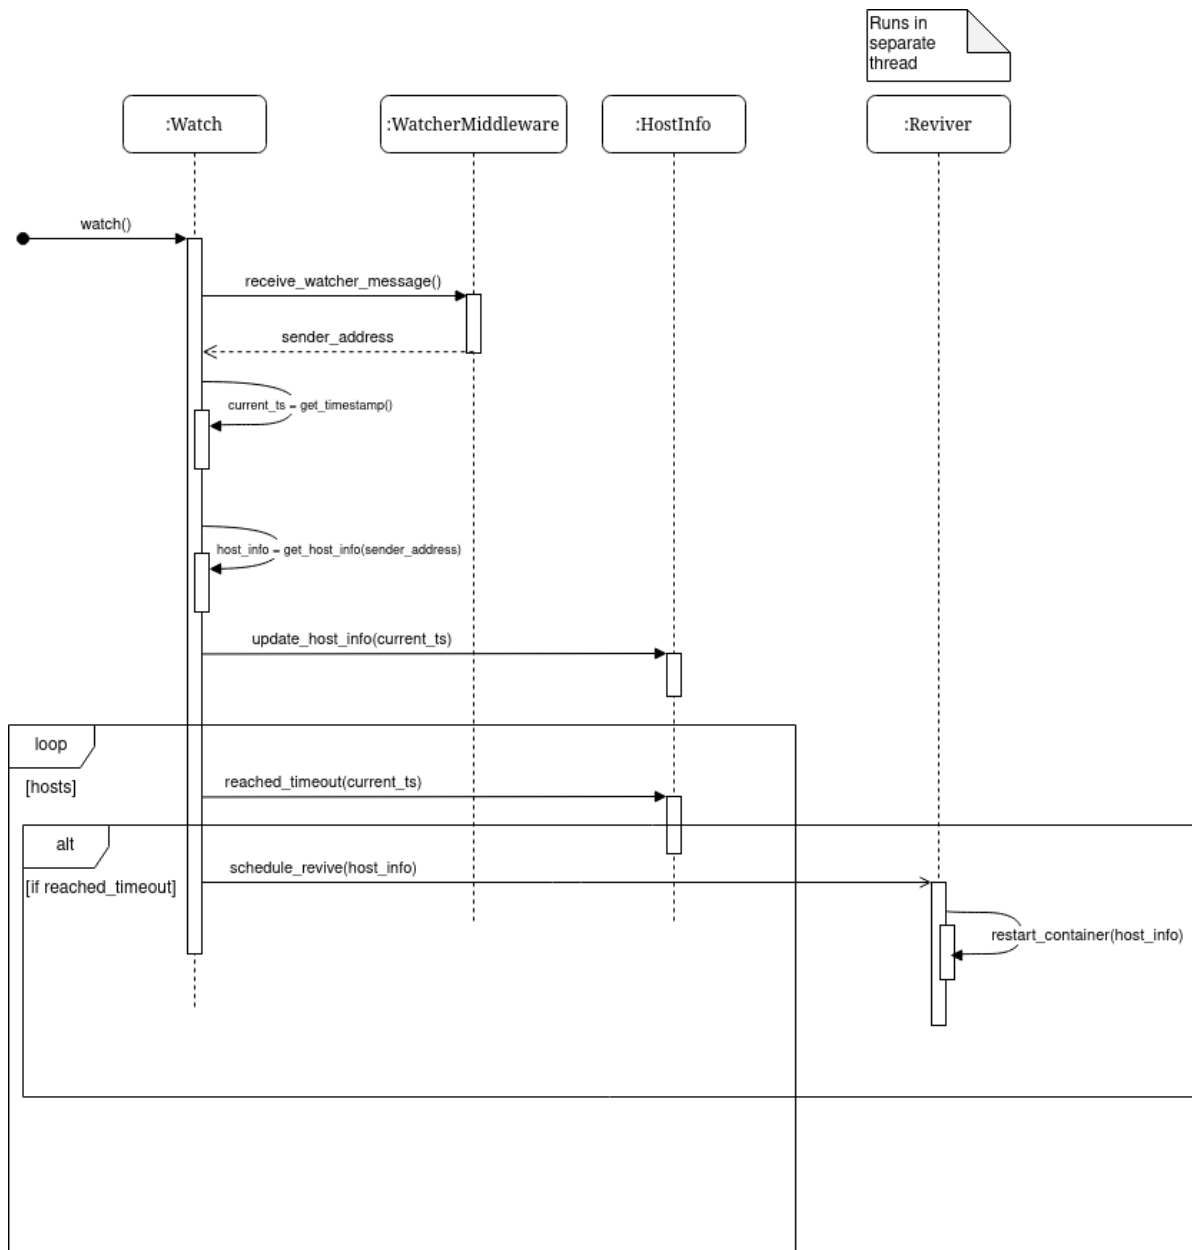 Runs in
separate
thread
:Watch
:WatcherMiddleware
:HostInfo
:Reviver
watch()
receive_watcher_message()
sender_address
current_ts = get_timestamp()
host_info = get_host_info(sender_address)
update_host_info(current_ts)
loop
[hosts]
reached_timeout(current_ts)
alt
[if reached_timeout]
schedule_revive(host_info)
restart_container(host_info)